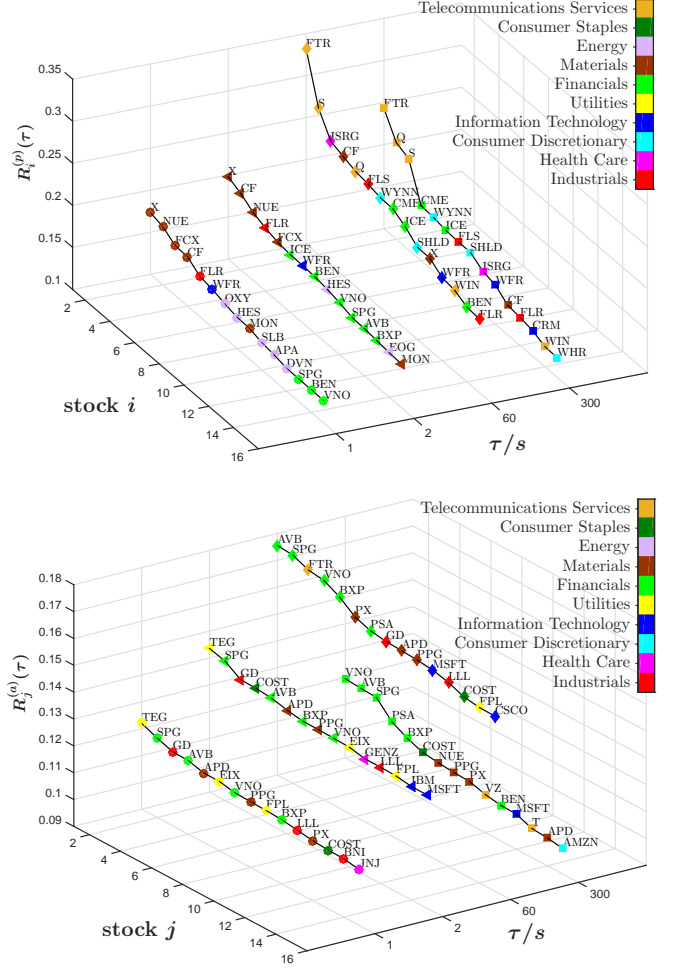 Telecommunications Services
Consumer Staples
Energy
Materials
Financials
Utilities
Information Technology
Consumer Discretionary
Health Care
Industrials
0.35
0.3
0.25
0.2
0.15
0.1
R_i^{(p)}(τ)
2
4
6
8
10
12
14
16
stock i
1
2
60
300
τ/s
X
NUE
FCX
CF
FLR
WFR
OXY
HES
MON
SLB
APA
DVN
SPG
BEN
VNO
X
CF
NUE
FLR
FCX
ICE
WFR
BEN
HES
VNO
SPG
AVB
BXP
EOG
MON
FTR
S
ISRG
CF
Q
FLS
WYNN
CME
ICE
SHLD
X
WFR
WIN
BEN
FLR
FTR
Q
S
CME
WYNN
ICE
FLS
SHLD
ISRG
WFR
CF
FLR
CRM
WIN
WHR
Telecommunications Services
Consumer Staples
Energy
Materials
Financials
Utilities
Information Technology
Consumer Discretionary
Health Care
Industrials
0.18
0.17
0.16
0.15
0.14
0.13
0.12
0.11
0.1
0.09
R_j^{(a)}(τ)
2
4
6
8
10
12
14
16
stock j
1
2
60
300
τ/s
TEG
SPG
GD
AVB
APD
EIX
VNO
PPG
FPL
BXP
LLL
PX
COST
BNI
INJ
TEG
SPG
GD
COST
AVB
APD
BXP
PPG
VNO
EIX
GENZ
LLL
FPL
IBM
MSFT
AVB
SPG
FTR
VNO
BXP
PX
PSA
GD
APD
PPG
MSFT
LLL
COST
FPL
CSCO
VNO
AVB
SPG
PSA
BXP
COST
NUE
PPG
PX
VZ
BEN
MSFT
T
APD
AMZN